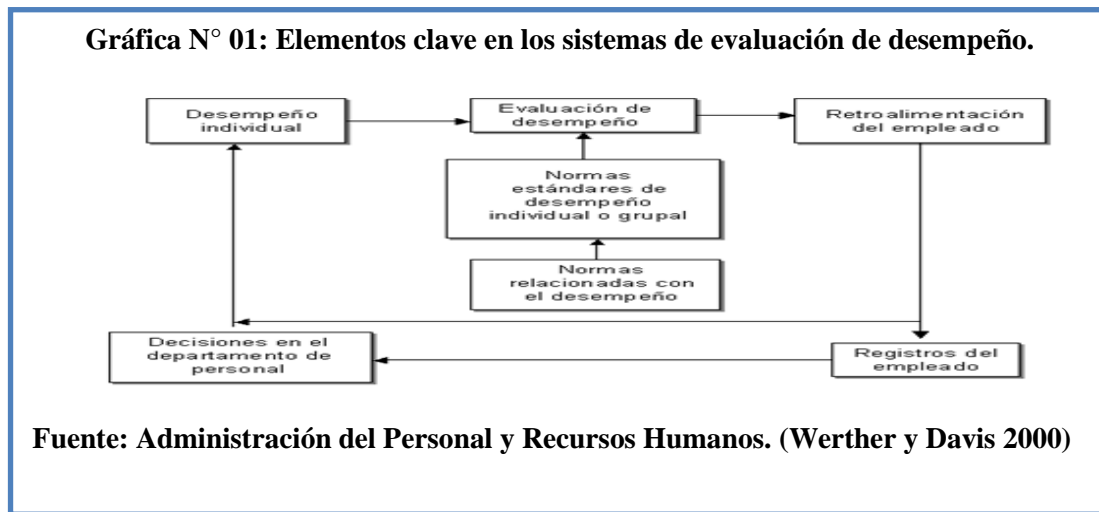 Gráfica N° 01: Elementos clave en los sistemas de evaluación de desempeño.
Desempeño
individual
Evaluación de
desempeño
Retroalimentación
del empleado
Normas
estándares de
desempeño
individual o grupal
Normas
relacionadas con
el desempeño
Decisiones en el
departamento de
personal
Registros del
empleado
Fuente: Administración del Personal y Recursos Humanos. (Werther y Davis 2000)